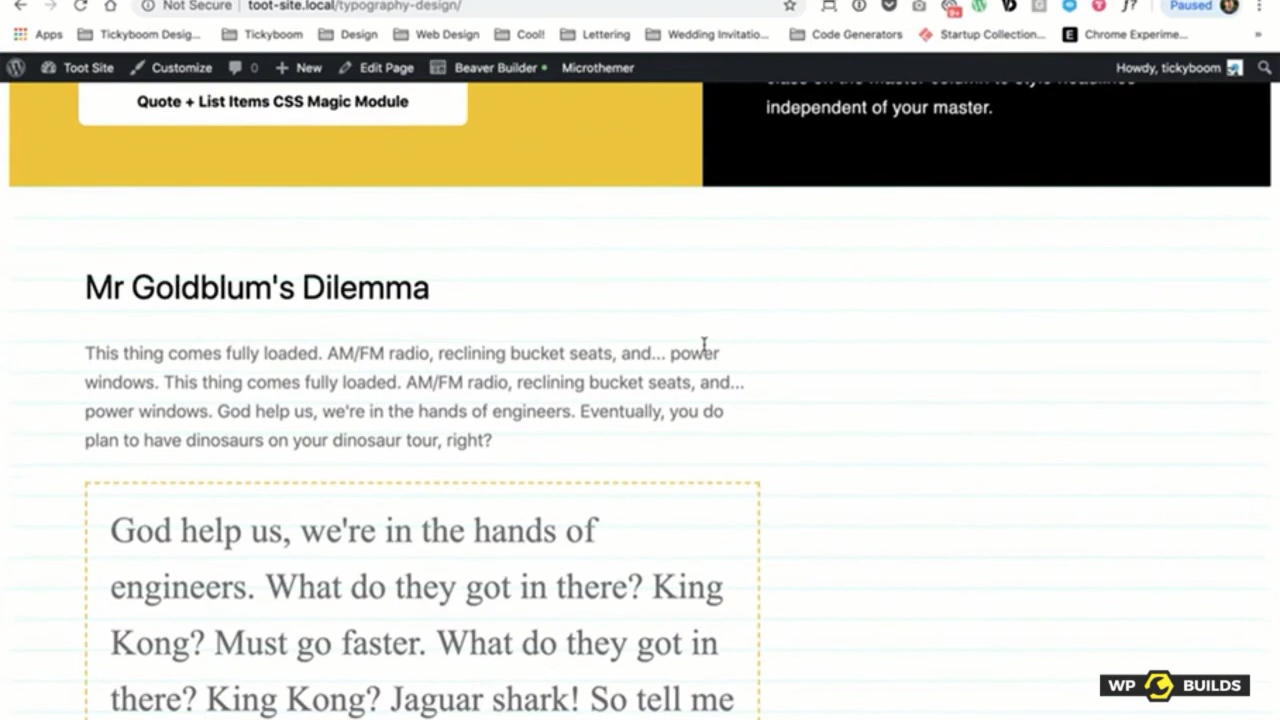 Not Secure toot-site.local/typography-design/ Paused
Apps Tickyboom Desig... Tickyboom Design Web Design Cool! Lettering Wedding Invitatio... Code Generators Startup Collection... Chrome Experime... »
Toot Site Customize 0 New Edit Page Beaver Builder Microthemer Howdy, tickyboom
Quote + List Items CSS Magic Module
independent of your master.
Mr Goldblum's Dilemma
This thing comes fully loaded. AM/FM radio, reclining bucket seats, and... power
windows. This thing comes fully loaded. AM/FM radio, reclining bucket seats, and...
power windows. God help us, we're in the hands of engineers. Eventually, you do
plan to have dinosaurs on your dinosaur tour, right?
God help us, we're in the hands of
engineers. What do they got in there? King
Kong? Must go faster. What do they got in
there? King Kong? Jaguar shark! So tell me
WP BUILDS